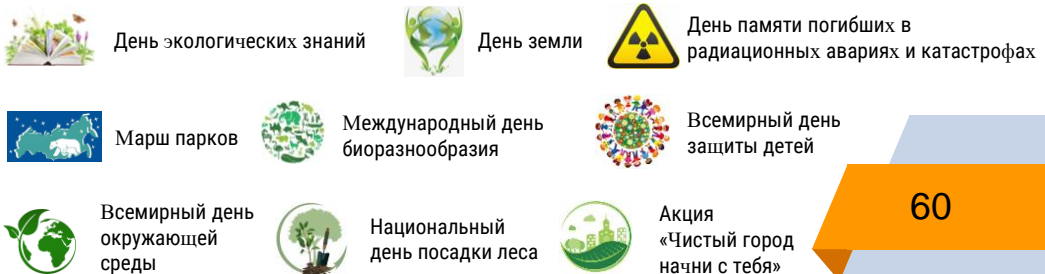 День экологических знаний
День земли
День памяти погибших в
радиационных авариях и катастрофах
Марш парков
Международный день
биоразнообразия
Всемирный день
защиты детей
Всемирный день
окружающей
среды
Национальный
день посадки леса
Акция
«Чистый город
начни с тебя»
60